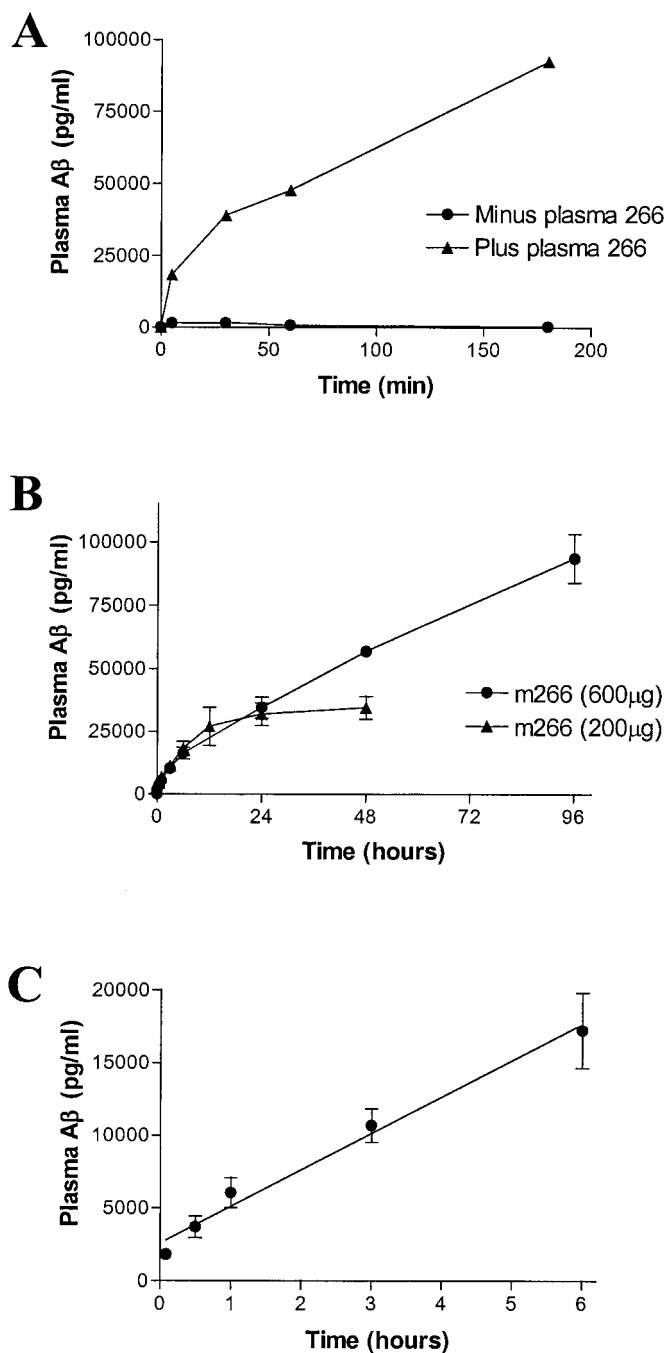 A
Plasma Aβ (pg/ml)
100000
75000
50000
25000
0
0 50 100 150 200
Time (min)
Minus plasma 266
Plus plasma 266
B
Plasma Aβ (pg/ml)
100000
75000
50000
25000
0
0 24 48 72 96
Time (hours)
m266 (600µg)
m266 (200µg)
C
Plasma Aβ (pg/ml)
20000
15000
10000
5000
0
0 1 2 3 4 5 6
Time (hours)